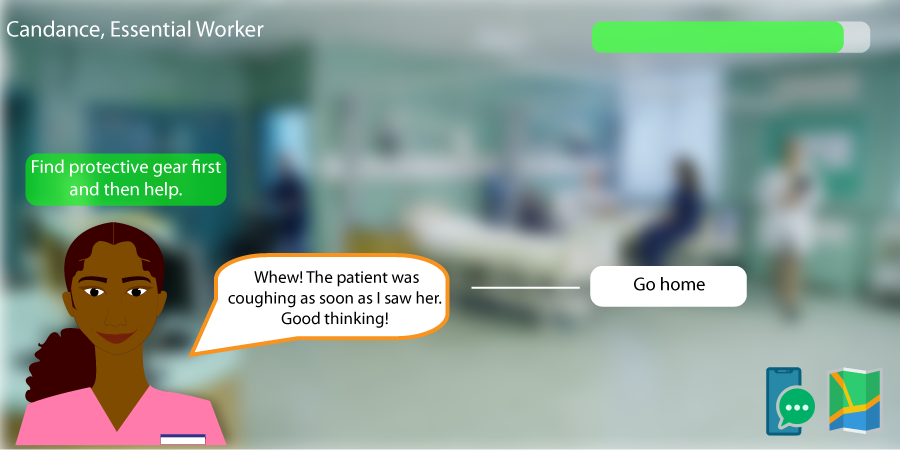 Candance, Essential Worker
Find protective gear first
and then help.
Whew! The patient was
coughing as soon as I saw her.
Good thinking!
Go home